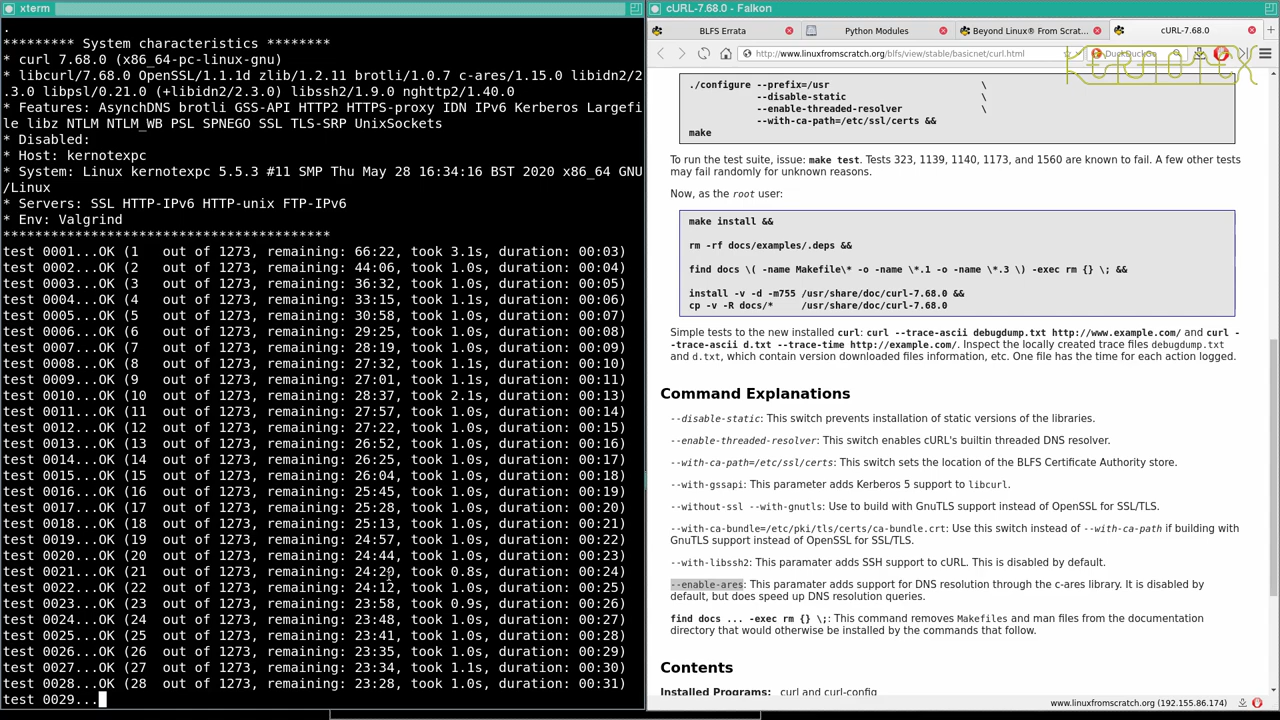 xterm
.
********* System characteristics ********
* curl 7.68.0 (x86_64-pc-linux-gnu)
* libcurl/7.68.0 OpenSSL/1.1.1d zlib/1.2.11 brotli/1.0.7 c-ares/1.15.0 libidn2/2
.3.0 libpsl/0.21.0 (+libidn2/2.3.0) libssh2/1.9.0 nghttp2/1.40.0
* Features: AsynchDNS brotli GSS-API HTTP2 HTTPS-proxy IDN IPv6 Kerberos Largefi
le libz NTLM NTLM_WB PSL SPNEGO SSL TLS-SRP UnixSockets
* Disabled:
* Host: kernotexpc
* System: Linux kernotexpc 5.5.3 #11 SMP Thu May 28 16:34:16 BST 2020 x86_64 GNU
/Linux
* Servers: SSL HTTP-IPv6 HTTP-unix FTP-IPv6
* Env: Valgrind
*****************************************
test 0001...OK (1   out of 1273, remaining: 66:22, took 3.1s, duration: 00:03)
test 0002...OK (2   out of 1273, remaining: 44:06, took 1.0s, duration: 00:04)
test 0003...OK (3   out of 1273, remaining: 36:32, took 1.0s, duration: 00:05)
test 0004...OK (4   out of 1273, remaining: 33:15, took 1.1s, duration: 00:06)
test 0005...OK (5   out of 1273, remaining: 30:58, took 1.0s, duration: 00:07)
test 0006...OK (6   out of 1273, remaining: 29:25, took 1.0s, duration: 00:08)
test 0007...OK (7   out of 1273, remaining: 28:19, took 1.0s, duration: 00:09)
test 0008...OK (8   out of 1273, remaining: 27:32, took 1.1s, duration: 00:10)
test 0009...OK (9   out of 1273, remaining: 27:01, took 1.1s, duration: 00:11)
test 0010...OK (10  out of 1273, remaining: 28:37, took 2.1s, duration: 00:13)
test 0011...OK (11  out of 1273, remaining: 27:57, took 1.0s, duration: 00:14)
test 0012...OK (12  out of 1273, remaining: 27:22, took 1.0s, duration: 00:15)
test 0013...OK (13  out of 1273, remaining: 26:52, took 1.0s, duration: 00:16)
test 0014...OK (14  out of 1273, remaining: 26:25, took 1.0s, duration: 00:17)
test 0015...OK (15  out of 1273, remaining: 26:04, took 1.0s, duration: 00:18)
test 0016...OK (16  out of 1273, remaining: 25:45, took 1.0s, duration: 00:19)
test 0017...OK (17  out of 1273, remaining: 25:28, took 1.0s, duration: 00:20)
test 0018...OK (18  out of 1273, remaining: 25:13, took 1.0s, duration: 00:21)
test 0019...OK (19  out of 1273, remaining: 24:57, took 1.0s, duration: 00:22)
test 0020...OK (20  out of 1273, remaining: 24:44, took 1.0s, duration: 00:23)
test 0021...OK (21  out of 1273, remaining: 24:20, took 0.8s, duration: 00:24)
test 0022...OK (22  out of 1273, remaining: 24:12, took 1.0s, duration: 00:25)
test 0023...OK (23  out of 1273, remaining: 23:58, took 0.9s, duration: 00:26)
test 0024...OK (24  out of 1273, remaining: 23:48, took 1.0s, duration: 00:27)
test 0025...OK (25  out of 1273, remaining: 23:41, took 1.0s, duration: 00:28)
test 0026...OK (26  out of 1273, remaining: 23:35, took 1.0s, duration: 00:29)
test 0027...OK (27  out of 1273, remaining: 23:34, took 1.1s, duration: 00:30)
test 0028...OK (28  out of 1273, remaining: 23:28, took 1.0s, duration: 00:31)
test 0029...
cURL-7.68.0 - Falkon
BLFS Errata
Python Modules
Beyond Linux® From Scrat...
cURL-7.68.0
http://www.linuxfromscratch.org/blfs/view/stable/basicnet/curl.html
DuckDuckGo
KERNOTEX
./configure --prefix=/usr \
--disable-static \
--enable-threaded-resolver \
--with-ca-path=/etc/ssl/certs &&
make
To run the test suite, issue: make test. Tests 323, 1139, 1140, 1173, and 1560 are known to fail. A few other tests
may fail randomly for unknown reasons.
Now, as the root user:
make install &&
rm -rf docs/examples/.deps &&
find docs \( -name Makefile\* -o -name \*.1 -o -name \*.3 \) -exec rm {} \; &&
install -v -d -m755 /usr/share/doc/curl-7.68.0 &&
cp -v -R docs/*     /usr/share/doc/curl-7.68.0
Simple tests to the new installed curl: curl --trace-ascii debugdump.txt http://www.example.com/ and curl -
-trace-ascii d.txt --trace-time http://example.com/. Inspect the locally created trace files debugdump.txt
and d.txt, which contain version downloaded files information, etc. One file has the time for each action logged.
Command Explanations
--disable-static: This switch prevents installation of static versions of the libraries.
--enable-threaded-resolver: This switch enables cURL's builtin threaded DNS resolver.
--with-ca-path=/etc/ssl/certs: This switch sets the location of the BLFS Certificate Authority store.
--with-gssapi: This parameter adds Kerberos 5 support to libcurl.
--without-ssl --with-gnutls: Use to build with GnuTLS support instead of OpenSSL for SSL/TLS.
--with-ca-bundle=/etc/pki/tls/certs/ca-bundle.crt: Use this switch instead of --with-ca-path if building with
GnuTLS support instead of OpenSSL for SSL/TLS.
--with-libssh2: This paramater adds SSH support to cURL. This is disabled by default.
--enable-ares: This paramater adds support for DNS resolution through the c-ares library. It is disabled by
default, but does speed up DNS resolution queries.
find docs ... -exec rm {} \;: This command removes Makefiles and man files from the documentation
directory that would otherwise be installed by the commands that follow.
Contents
Installed Programs: curl and curl-config
www.linuxfromscratch.org (192.155.86.174)